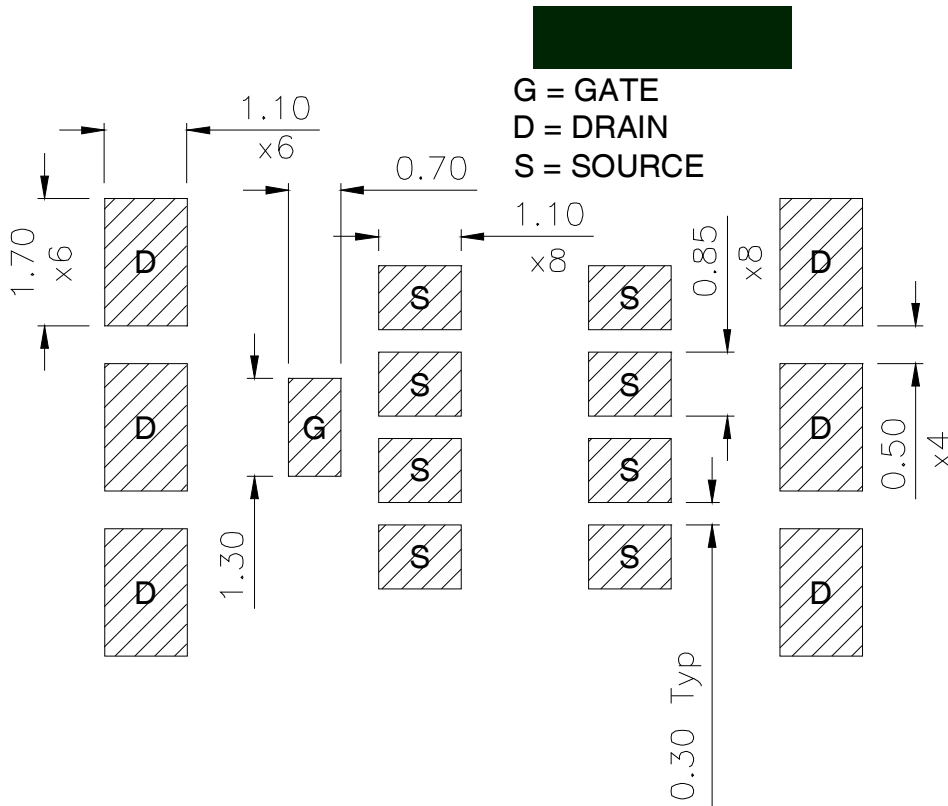 G = GATE
D = DRAIN
S = SOURCE
1.10
x6
0.70
1.10
x8
0.85
x8
1.70
x6
D
S
S
D
S
S
D
G
D
0.50
x4
S
S
1.30
S
S
D
D
0.30 Typ